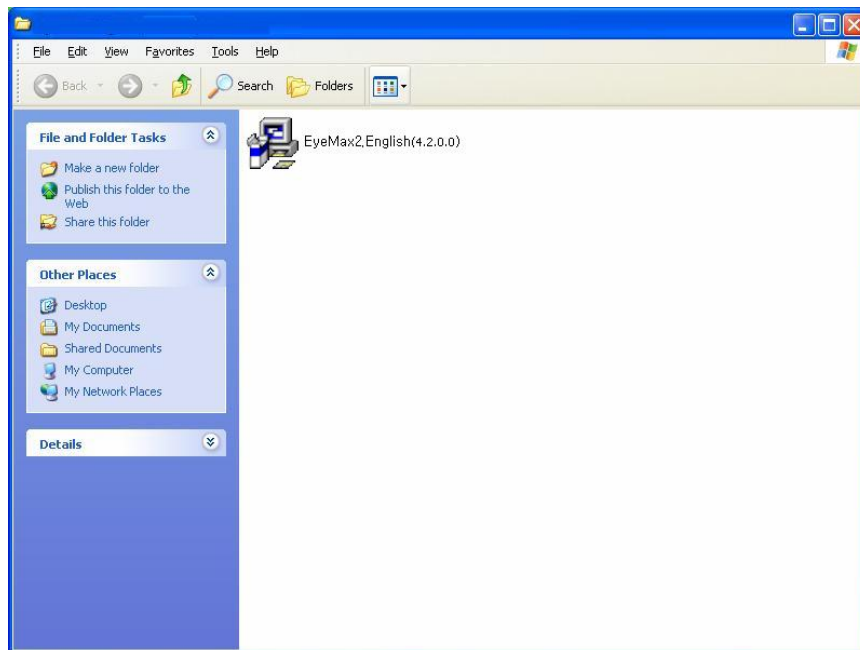 File Edit View Favorites Tools Help
Back Search Folders
File and Folder Tasks
Make a new folder
Publish this folder to the
Web
Share this folder
Other Places
Desktop
My Documents
Shared Documents
My Computer
My Network Places
Details
EyeMax2,English(4.2.0.0)